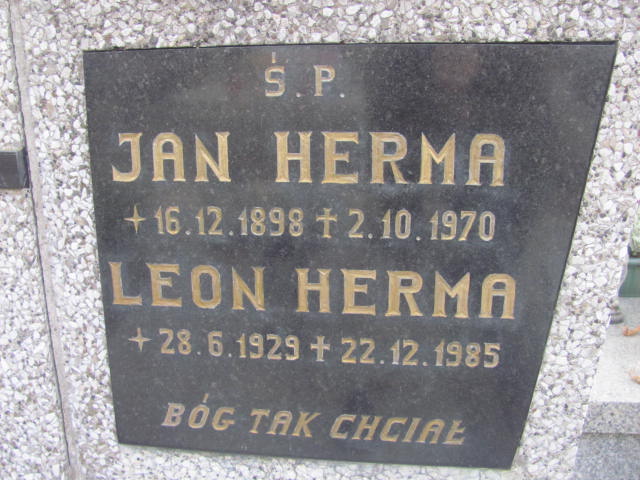 Ś.P.
JAN HERMA
+16.12.1898 † 2.10.1970
LEON HERMA
+28.6.1929 † 22.12.1985
BÓG TAK CHCIAŁ